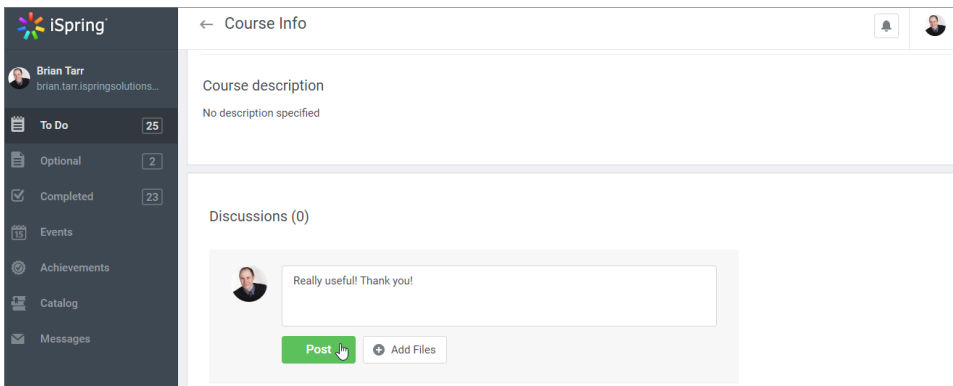 iSpring
← Course Info
Brian Tarr
brian.tarr.ispringsolutions...
To Do 25
Optional 2
Completed 23
15 Events
Achievements
Catalog
Messages
Course description
No description specified
Discussions (0)
Really useful! Thank you!
Post
Add Files